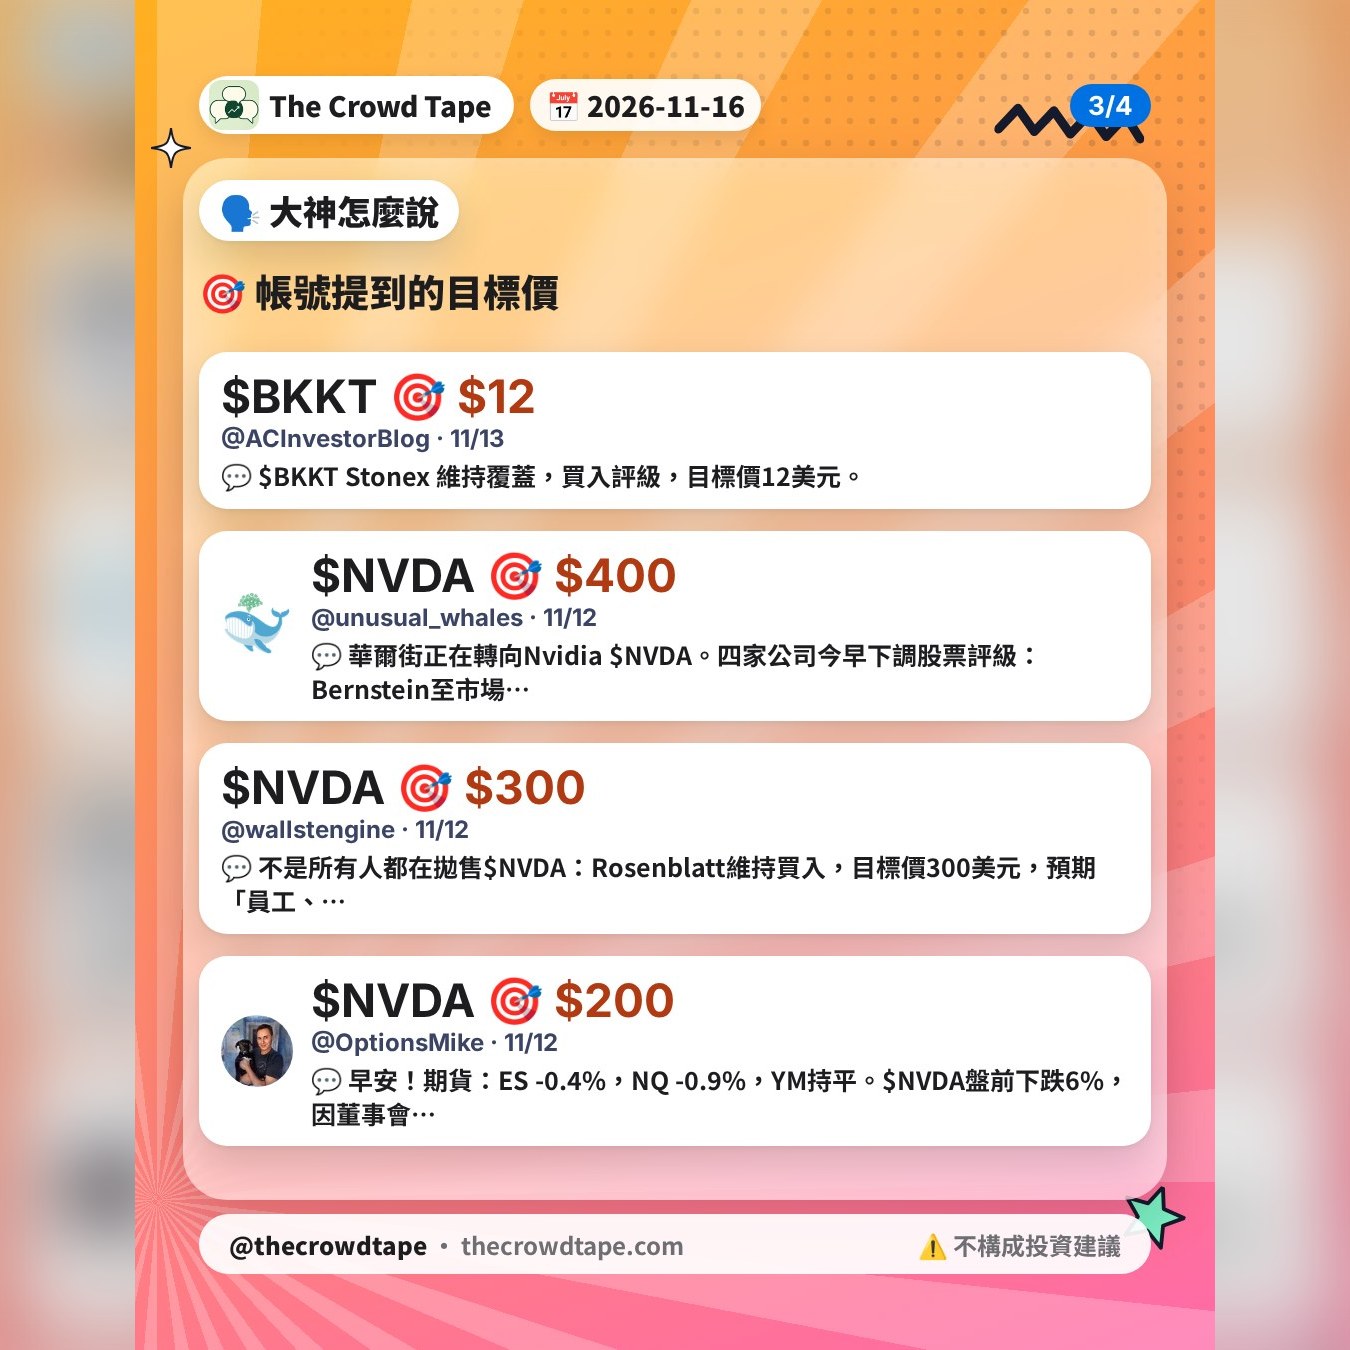 The Crowd Tape
July
17
2026-11-16
3/4
大神怎麼說
帳號提到的目標價
$BKKT $12
@ACInvestorBlog · 11/13
$BKKT Stonex 維持覆蓋，買入評級，目標價12美元。
$NVDA $400
@unusual_whales · 11/12
華爾街正在轉向Nvidia $NVDA。四家公司今早下調股票評級：
Bernstein至市場…
$NVDA $300
@wallstengine · 11/12
不是所有人都在拋售$NVDA：Rosenblatt維持買入，目標價300美元，預期
「員工、…
$NVDA $200
@OptionsMike · 11/12
早安！期貨：ES -0.4%，NQ -0.9%，YM持平。$NVDA盤前下跌6%，
因董事會…
@thecrowdtape • thecrowdtape.com
不構成投資建議